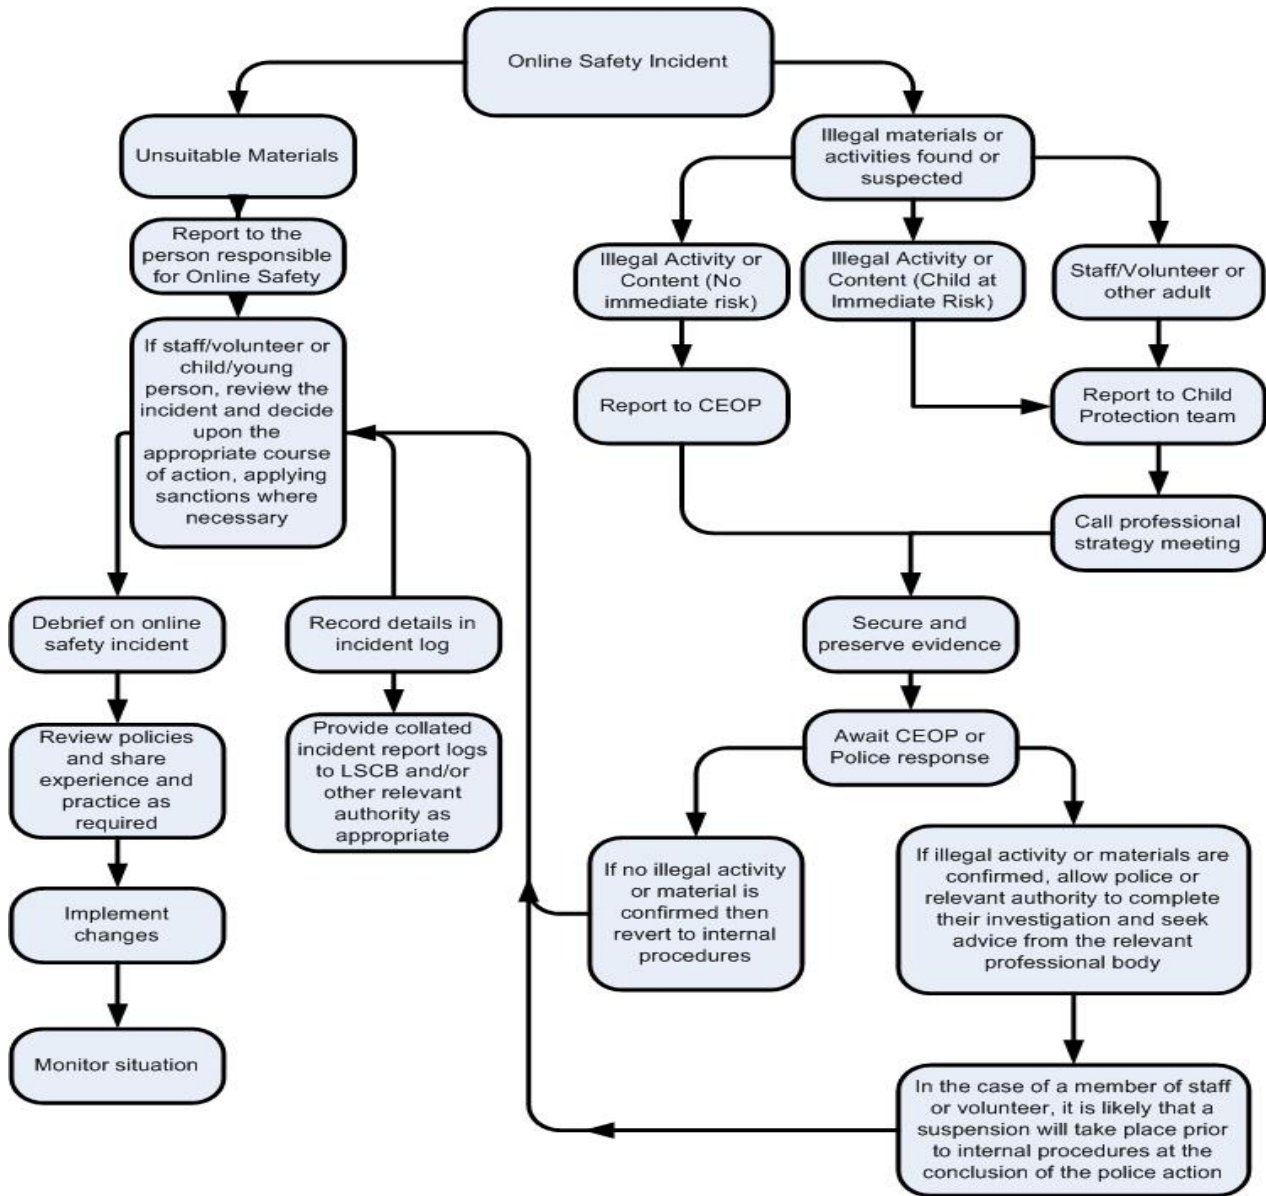 Online Safety Incident
Unsuitable Materials
Report to the
person responsible
for Online Safety
If staff/volunteer or
child/young
person, review the
incident and decide
upon the
appropriate course
of action, applying
sanctions where
necessary
Debrief on online
safety incident
Review policies
and share
experience and
practice as
required
Implement
changes
Monitor situation
Record details in
incident log
Provide collated
incident report logs
to LSCB and/or
other relevant
authority as
appropriate
Illegal materials or
activities found or
suspected
Illegal Activity or
Content (No
immediate risk)
Illegal Activity or
Content (Child at
Immediate Risk)
Staff/Volunteer or
other adult
Report to CEOP
Report to Child
Protection team
Call professional
strategy meeting
Secure and
preserve evidence
Await CEOP or
Police response
If no illegal activity
or material is
confirmed then
revert to internal
procedures
If illegal activity or materials are
confirmed, allow police or
relevant authority to complete
their investigation and seek
advice from the relevant
professional body
In the case of a member of staff
or volunteer, it is likely that a
suspension will take place prior
to internal procedures at the
conclusion of the police action